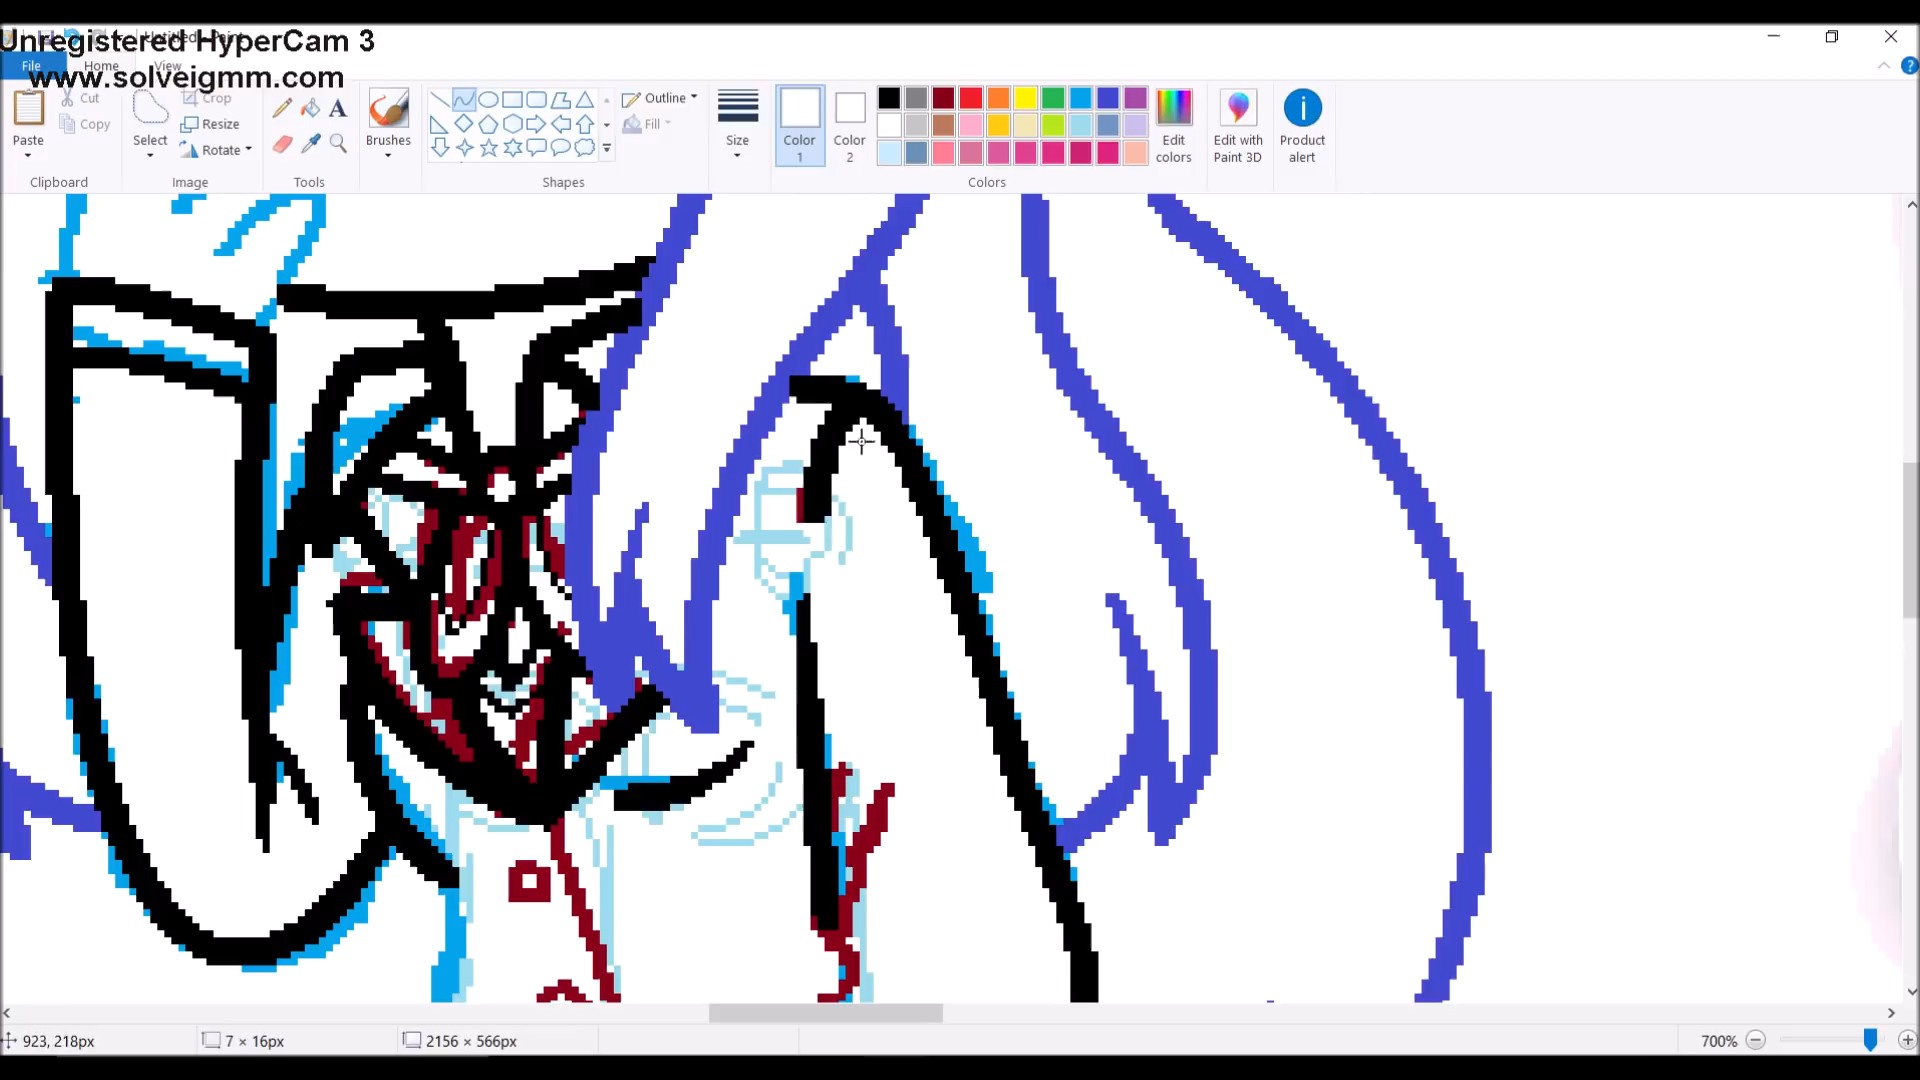 Untitled - Paint
Unregistered HyperCam 3
File Home View
www.solveigmm.com
Paste
Cut
Copy
Clipboard
Select
Crop
Resize
Rotate
Image
A
Tools
Brushes
Outline
Fill
Shapes
Size
Color
1
Color
2
Edit
colors
Colors
Edit with
Paint 3D
Product
alert
923, 218px
7 × 16px
2156 × 566px
700%